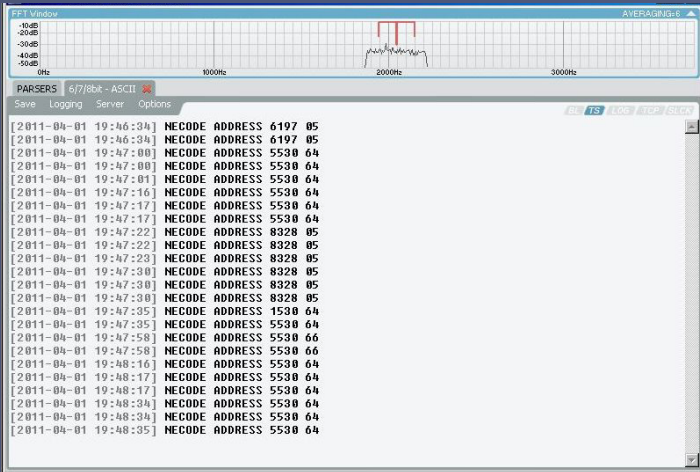 FFT Window AVERAGING=6
-10dB
-20dB
-30dB
-40dB
-50dB
0Hz 1000Hz 2000Hz 3000Hz
PARSERS 6/7/8bit - ASCII
Save Logging Server Options BL TS LOG TCP SLCK
[2011-04-01 19:46:34] NECODE ADDRESS 6197 05
[2011-04-01 19:46:34] NECODE ADDRESS 6197 05
[2011-04-01 19:47:00] NECODE ADDRESS 5530 64
[2011-04-01 19:47:00] NECODE ADDRESS 5530 64
[2011-04-01 19:47:01] NECODE ADDRESS 5530 64
[2011-04-01 19:47:16] NECODE ADDRESS 5530 64
[2011-04-01 19:47:17] NECODE ADDRESS 5530 64
[2011-04-01 19:47:17] NECODE ADDRESS 5530 64
[2011-04-01 19:47:22] NECODE ADDRESS 8328 05
[2011-04-01 19:47:22] NECODE ADDRESS 8328 05
[2011-04-01 19:47:23] NECODE ADDRESS 8328 05
[2011-04-01 19:47:30] NECODE ADDRESS 8328 05
[2011-04-01 19:47:30] NECODE ADDRESS 8328 05
[2011-04-01 19:47:30] NECODE ADDRESS 8328 05
[2011-04-01 19:47:35] NECODE ADDRESS 1530 64
[2011-04-01 19:47:35] NECODE ADDRESS 5530 64
[2011-04-01 19:47:58] NECODE ADDRESS 5530 66
[2011-04-01 19:47:58] NECODE ADDRESS 5530 66
[2011-04-01 19:48:16] NECODE ADDRESS 5530 64
[2011-04-01 19:48:17] NECODE ADDRESS 5530 64
[2011-04-01 19:48:17] NECODE ADDRESS 5530 64
[2011-04-01 19:48:34] NECODE ADDRESS 5530 64
[2011-04-01 19:48:34] NECODE ADDRESS 5530 64
[2011-04-01 19:48:35] NECODE ADDRESS 5530 64